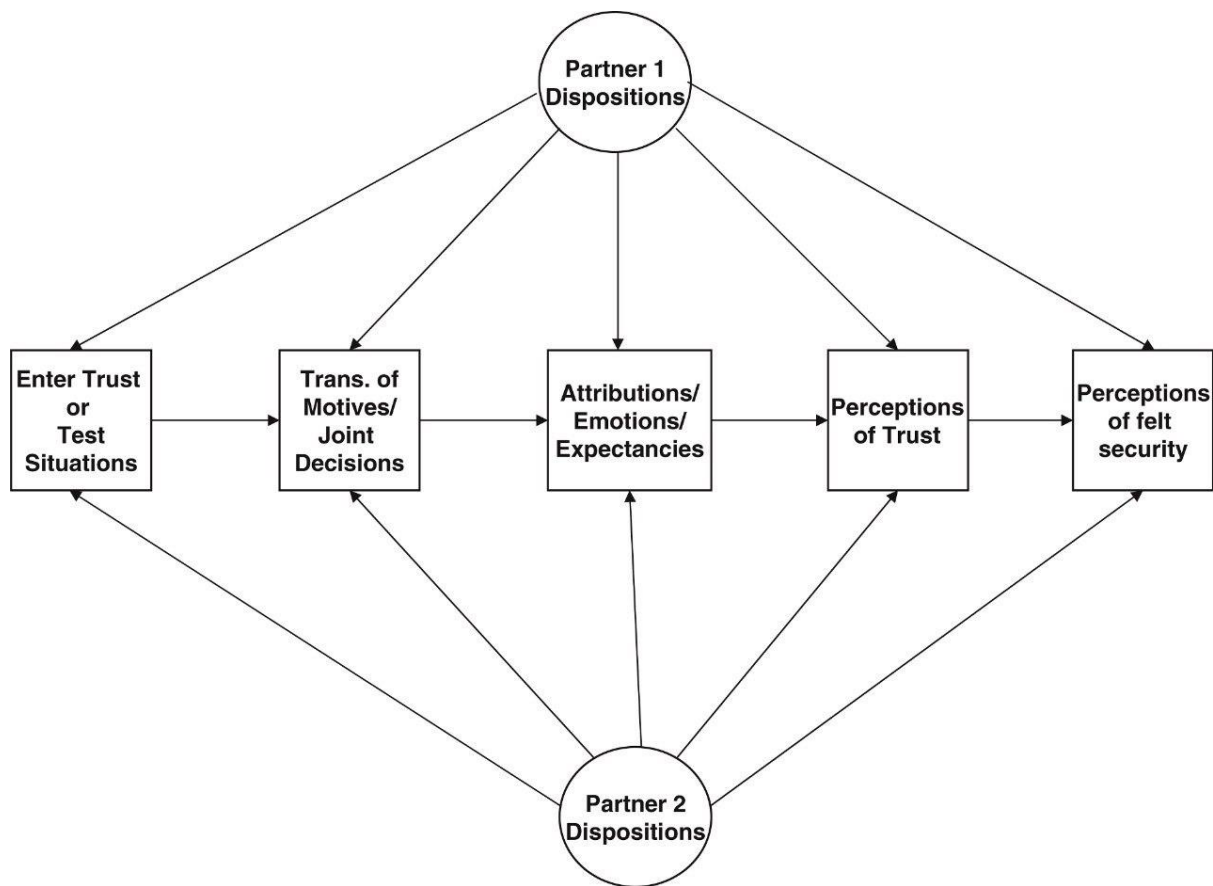 Partner 1
Dispositions
Enter Trust
or
Test
Situations
Trans. of
Motives/
Joint
Decisions
Attributions/
Emotions/
Expectancies
Perceptions
of Trust
Perceptions
of felt
security
Partner 2
Dispositions